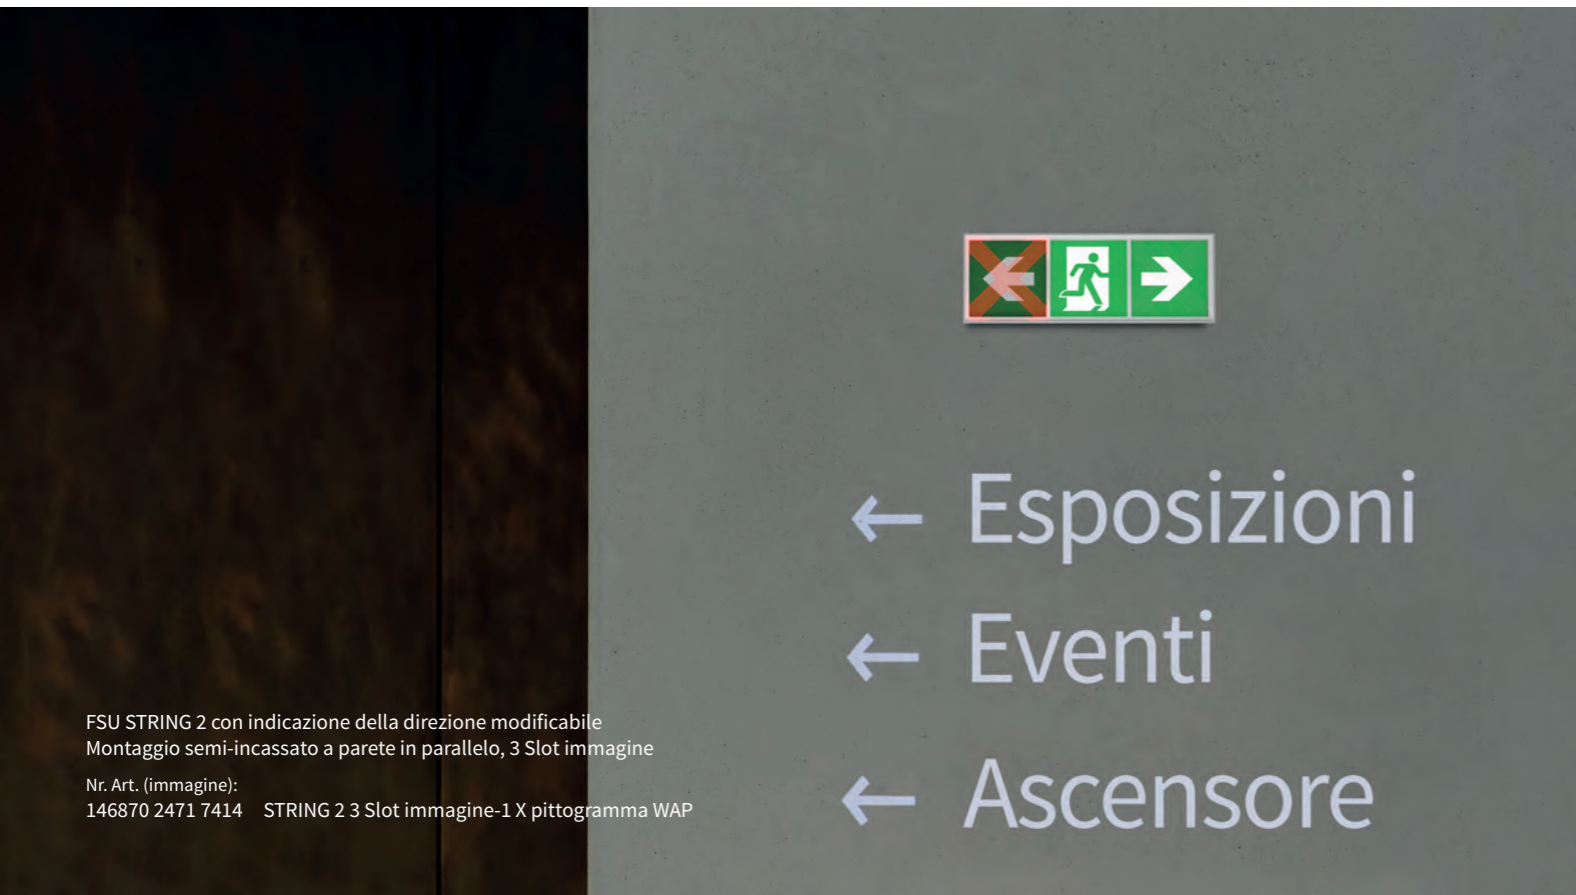 ← Esposizioni
← Eventi
← Ascensore
FSU STRING 2 con indicazione della direzione modificabile
Montaggio semi-incassato a parete in parallelo, 3 Slot immagine
Nr. Art. (immagine):
146870 2471 7414 STRING 2 3 Slot immagine-1 X pittogramma WAP